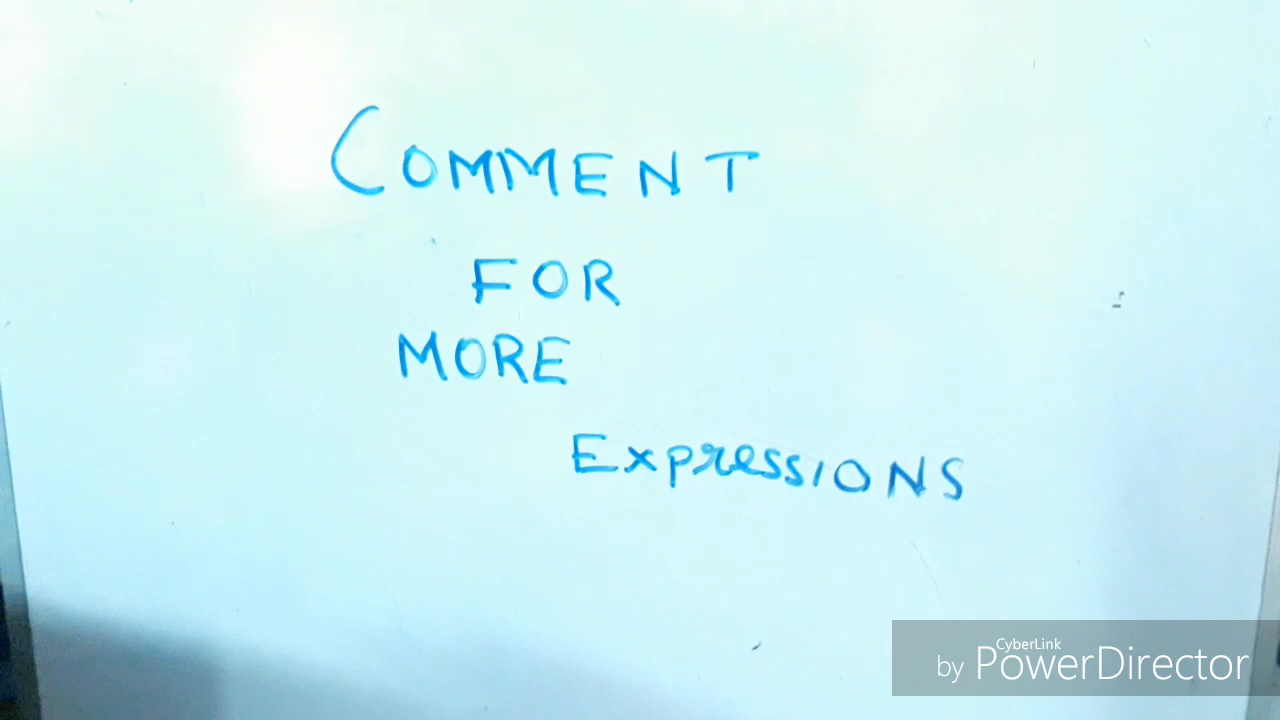 COMMENT
FOR
MORE
ExpressIONS
CyberLink
by PowerDirector